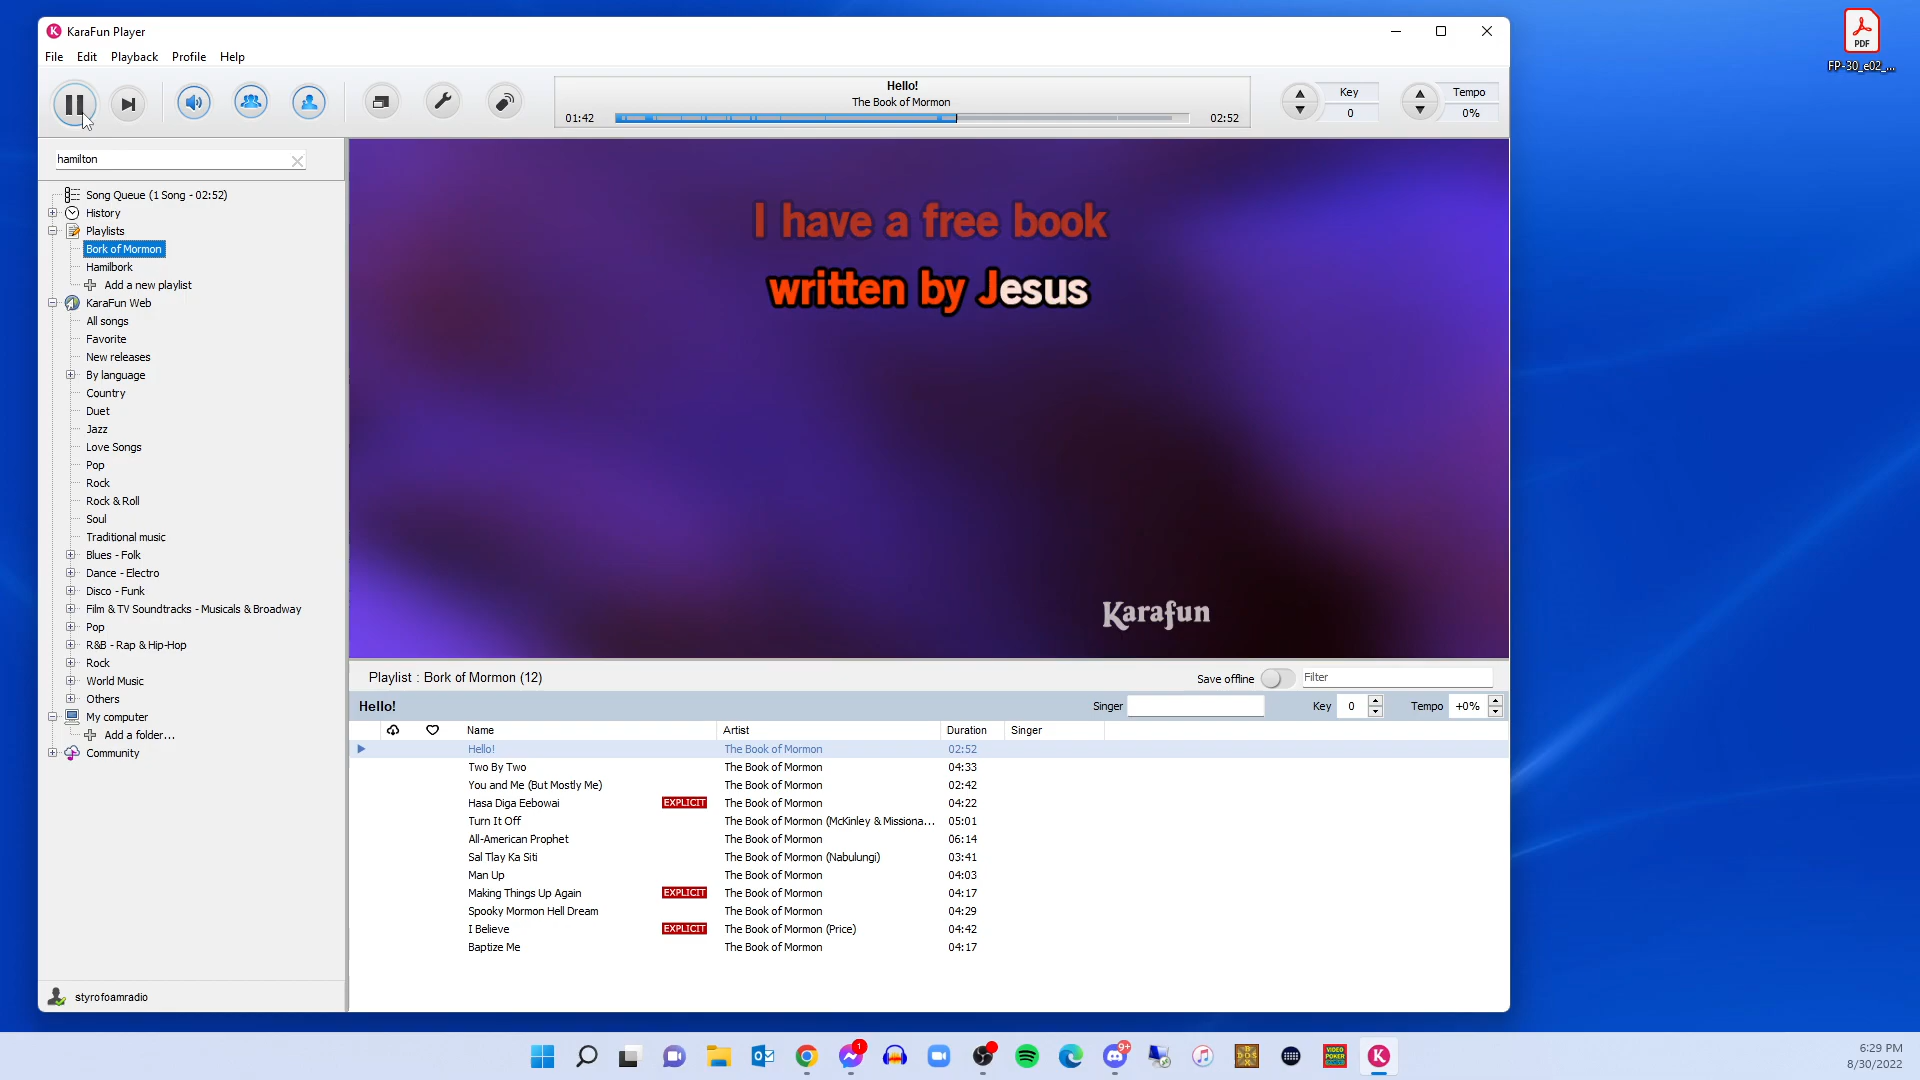 KaraFun Player
File Edit Playback Profile Help
Hello!
The Book of Mormon
01:42
02:52
Key
0
Tempo
0%
hamilton
Song Queue (1 Song - 02:52)
History
Playlists
Bork of Mormon
Hamilbork
Add a new playlist
KaraFun Web
All songs
Favorite
New releases
By language
Country
Duet
Jazz
Love Songs
Pop
Rock
Rock & Roll
Soul
Traditional music
Blues - Folk
Dance - Electro
Disco - Funk
Film & TV Soundtracks - Musicals & Broadway
Pop
R&B - Rap & Hip-Hop
Rock
World Music
Others
My computer
Add a folder...
Community
styrofoamradio
I have a free book
written by Jesus
Karafun
Playlist : Bork of Mormon (12)
Save offline
Filter
Hello!
Singer
Key 0
Tempo +0%
Name Artist Duration Singer
Hello! The Book of Mormon 02:52
Two By Two The Book of Mormon 04:33
You and Me (But Mostly Me) The Book of Mormon 02:42
Hasa Diga Eebowai EXPLICIT The Book of Mormon 04:22
Turn It Off The Book of Mormon (McKinley & Missiona... 05:01
All-American Prophet The Book of Mormon 06:14
Sal Tlay Ka Siti The Book of Mormon (Nabulungi) 03:41
Man Up The Book of Mormon 04:03
Making Things Up Again EXPLICIT The Book of Mormon 04:17
Spooky Mormon Hell Dream The Book of Mormon 04:29
I Believe EXPLICIT The Book of Mormon (Price) 04:42
Baptize Me The Book of Mormon 04:17
PDF
FP-30_e02_...
1
9+
VIDEO
POKER
K
6:29 PM
8/30/2022